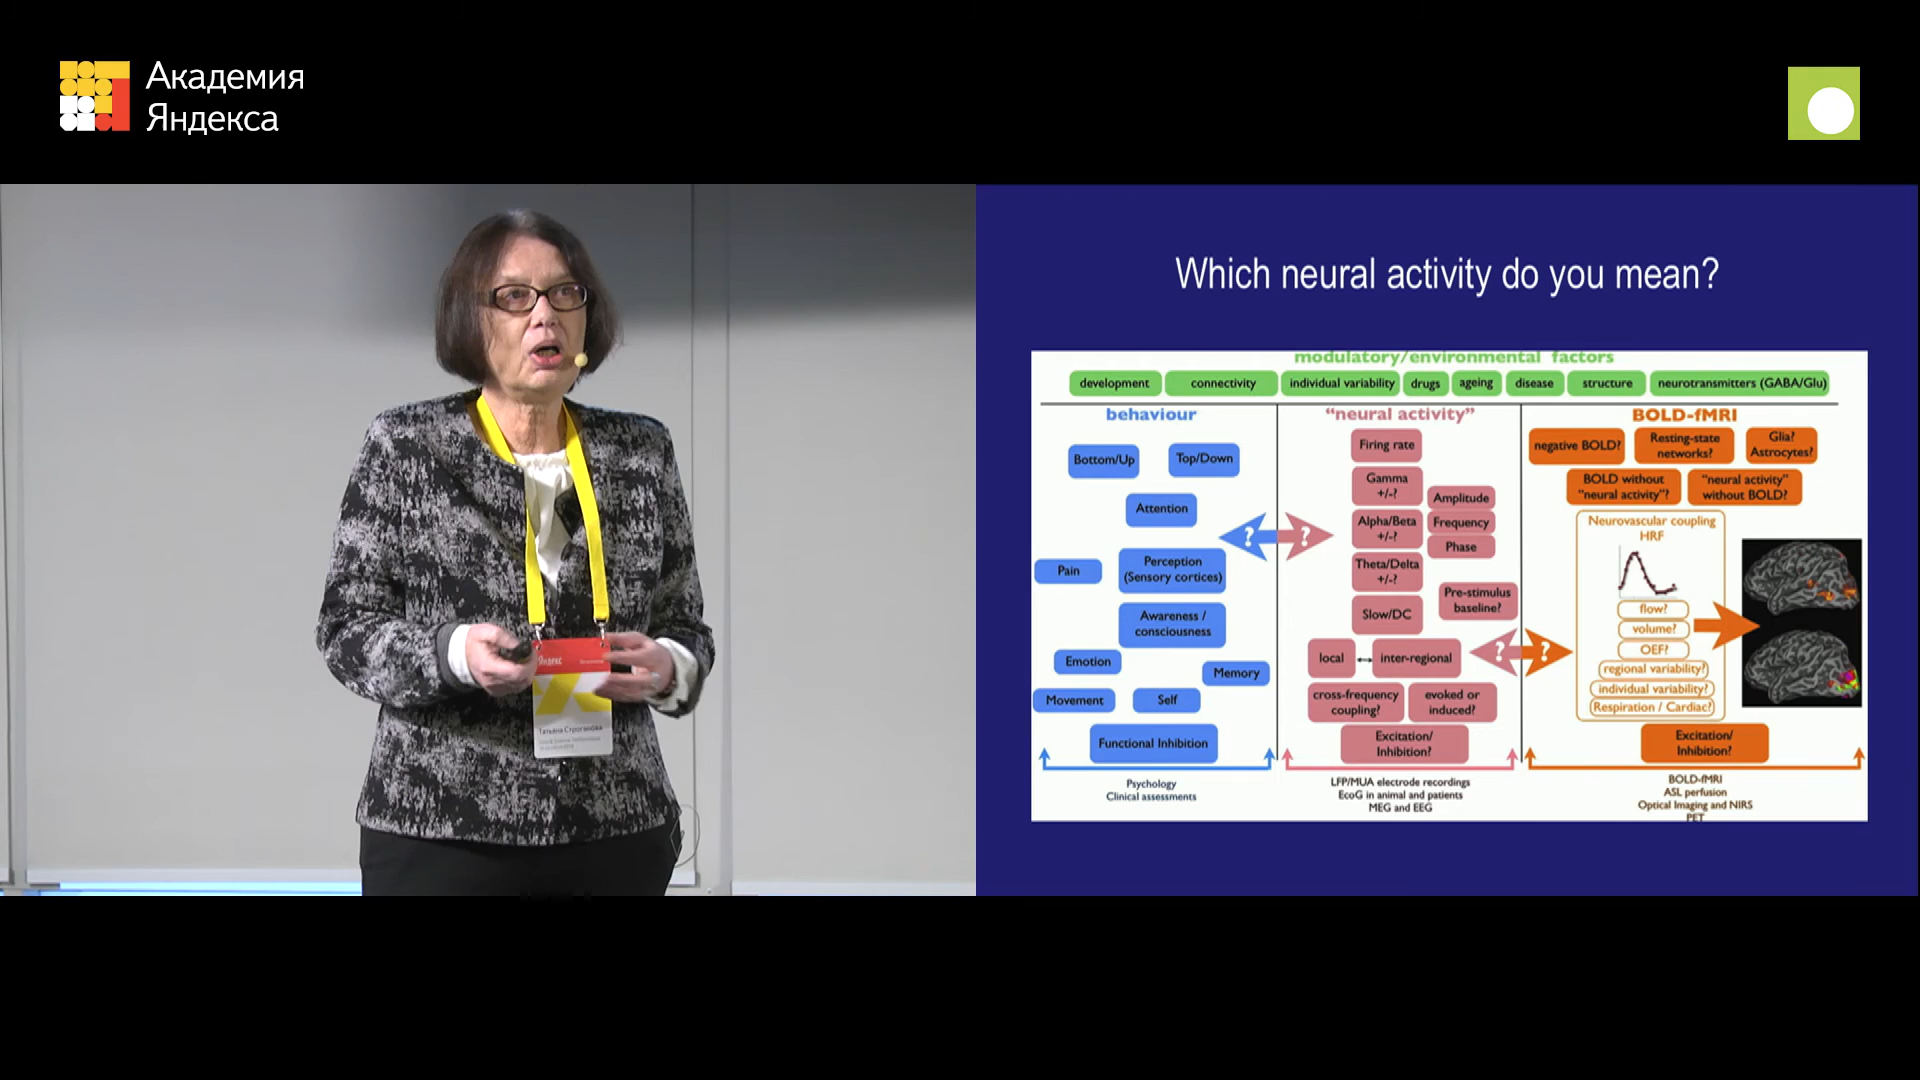 Академия
Яндекса
Яндекс
Татьяна Строганова
Which neural activity do you mean?
modulatory/environmental factors
development
connectivity
individual variability
drugs
ageing
disease
structure
neurotransmitters (GABA/Glu)
behaviour
Bottom/Up
Top/Down
Attention
Pain
Perception
(Sensory cortices)
Awareness /
consciousness
Emotion
Memory
Movement
Self
Functional Inhibition
Psychology
Clinical assessments
?
?
"neural activity"
Firing rate
Gamma
+/-?
Alpha/Beta
+/-?
Theta/Delta
+/-?
Slow/DC
Amplitude
Frequency
Phase
Pre-stimulus
baseline?
local
inter-regional
cross-frequency
coupling?
evoked or
induced?
Excitation/
Inhibition?
LFP/MUA electrode recordings
EcoG in animal and patients
MEG and EEG
?
?
BOLD-fMRI
negative BOLD?
Resting-state
networks?
Glia?
Astrocytes?
BOLD without
"neural activity"?
"neural activity"
without BOLD?
Neurovascular coupling
HRF
flow?
volume?
OEF?
regional variability?
individual variability?
Respiration / Cardiac?
Excitation/
Inhibition?
BOLD-fMRI
ASL perfusion
Optical Imaging and NIRS
PET